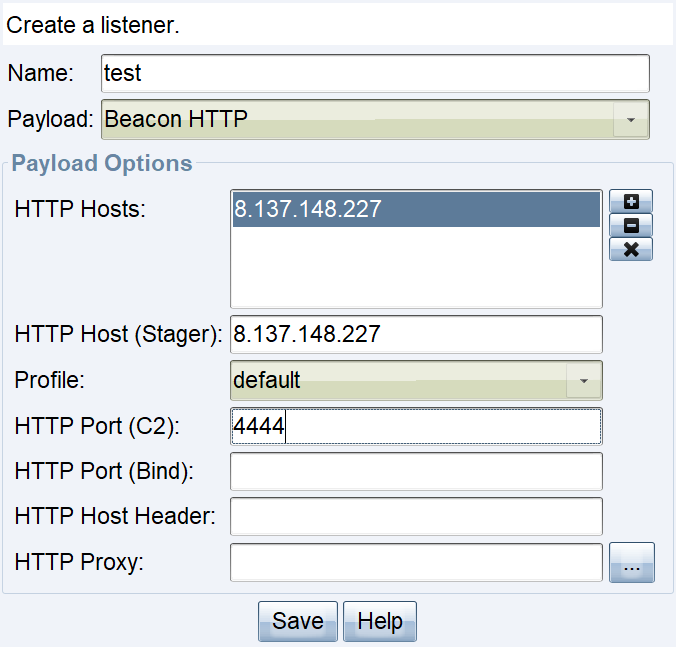 Create a listener.
Name: test
Payload: Beacon HTTP
Payload Options
HTTP Hosts: 8.137.148.227
HTTP Host (Stager): 8.137.148.227
Profile: default
HTTP Port (C2): 4444
HTTP Port (Bind):
HTTP Host Header:
HTTP Proxy: ...
Save Help